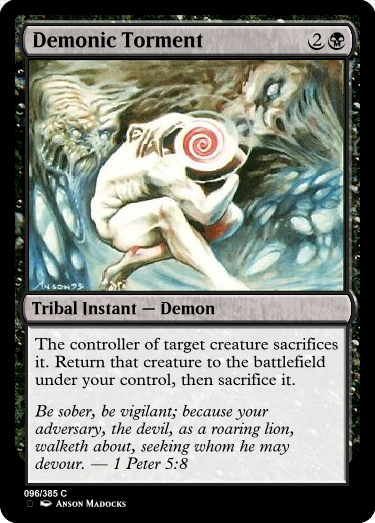 Demonic Torment 2
ANSON93
Tribal Instant — Demon
The controller of target creature sacrifices
it. Return that creature to the battlefield
under your control, then sacrifice it.
Be sober, be vigilant; because your
adversary, the devil, as a roaring lion,
walketh about, seeking whom he may
devour. — 1 Peter 5:8
096/385 C
ANSON MADOCKS